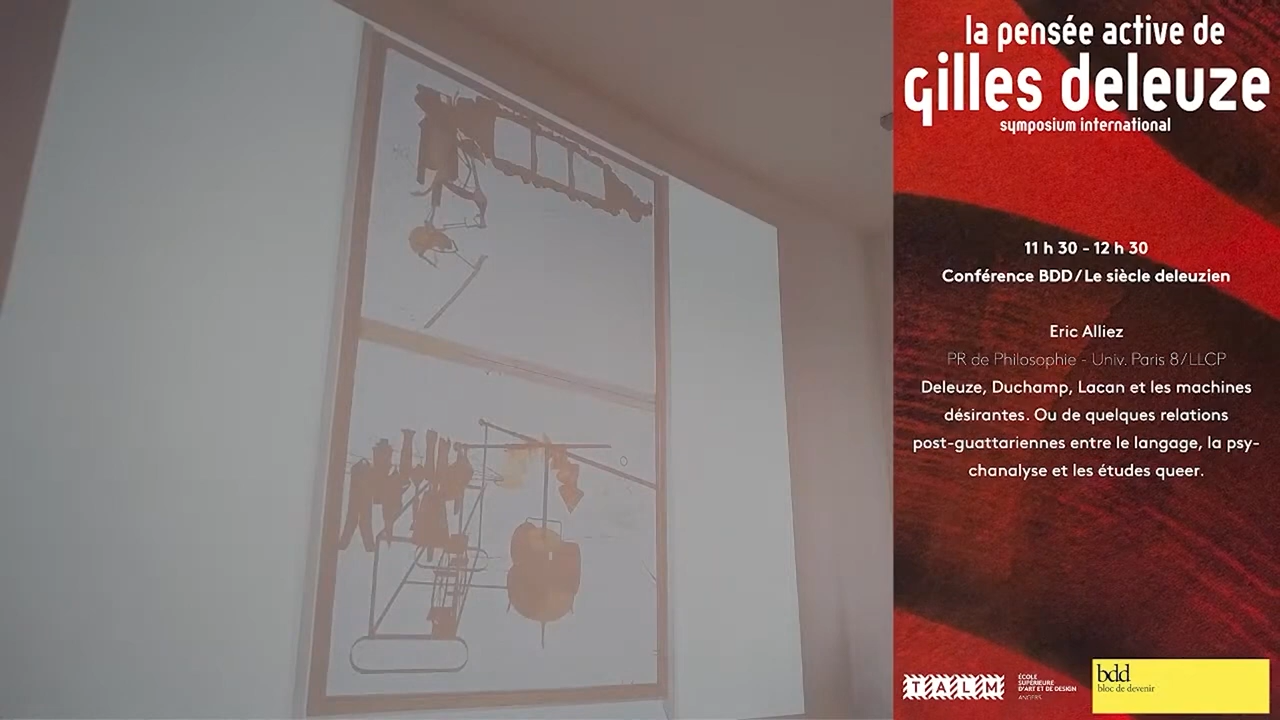 la pensée active de
gilles deleuze
symposium international
11 h 30 - 12 h 30
Conférence BDD / Le siècle deleuzien
Eric Alliez
PR de Philosophie - Univ. Paris 8 / LLCP
Deleuze, Duchamp, Lacan et les machines
désirantes. Ou de quelques relations
post-guattariennes entre le langage, la psy-
chanalyse et les études queer.
TALM
ÉCOLE
SUPÉRIEURE
D'ART ET DE DESIGN
ANGERS
bdd
bloc de devenir